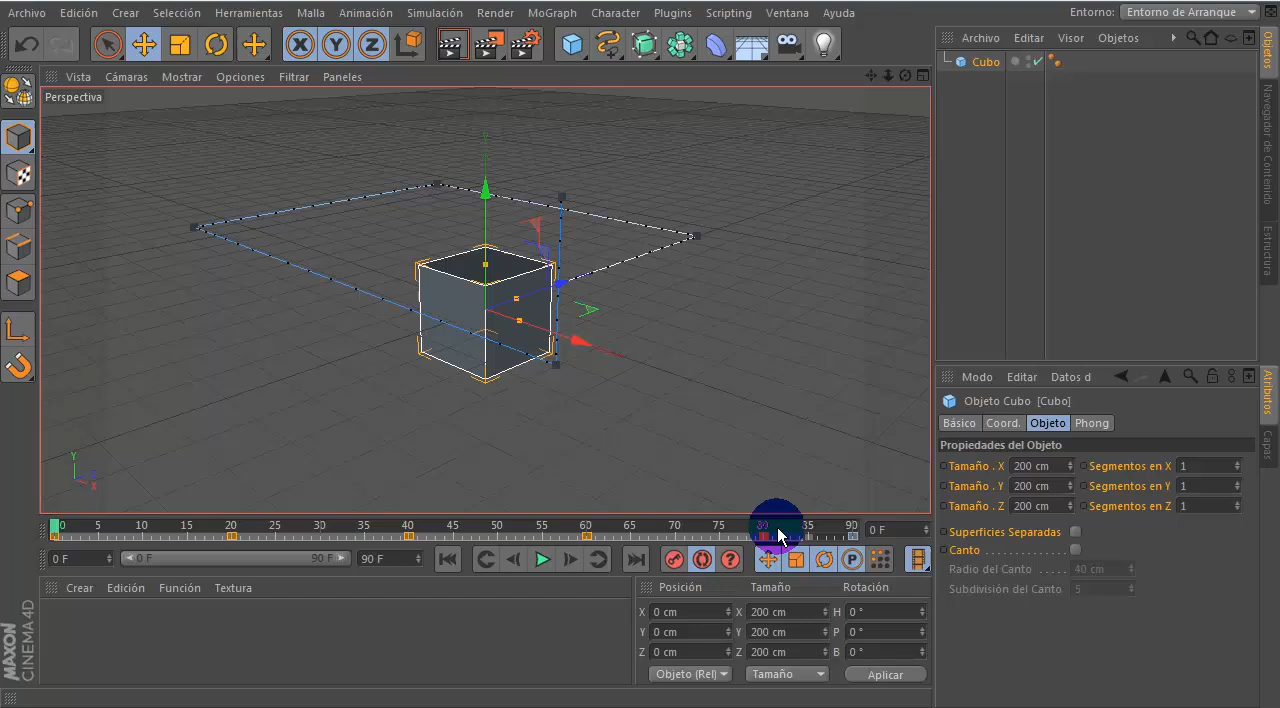 Archivo Edición Crear Selección Herramientas Malla Animación Simulación Render MoGraph Character Plugins Scripting Ventana Ayuda Entorno: Entorno de Arranque
X Y Z
Archivo Editar Visor Objetos
Vista Cámaras Mostrar Opciones Filtrar Paneles
Cubo
Perspectiva
Objetos
Navegador de Contenido
Estructura
Modo Editar Datos d
Objeto Cubo [Cubo]
Básico Coord. Objeto Phong
Propiedades del Objeto
Tamaño . X 200 cm Segmentos en X 1
Tamaño . Y 200 cm Segmentos en Y 1
Tamaño . Z 200 cm Segmentos en Z 1
Superficies Separadas
Canto
Radio del Canto 40 cm
Subdivisión del Canto 5
Atributos
Capas
Y
Z
X
0 5 10 15 20 25 30 35 40 45 50 55 60 65 70 75 80 85 90 0 F
0 F 0 F 90 F 90 F
P
Crear Edición Función Textura
Posición Tamaño Rotación
X 0 cm X 200 cm H 0 °
Y 0 cm Y 200 cm P 0 °
Z 0 cm Z 200 cm B 0 °
Objeto (Rel) Tamaño Aplicar
MAXON
CINEMA 4D